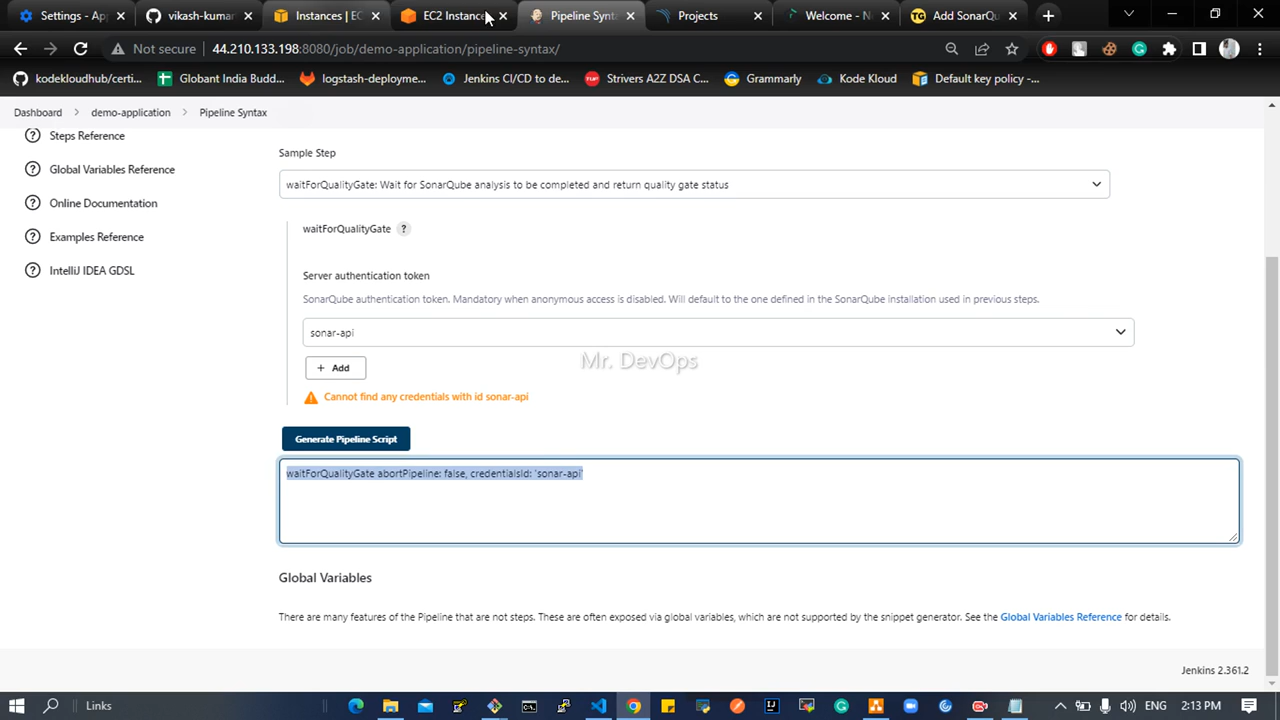 Settings - App
vikash-kumar
Instances | EC
EC2 Instance
Pipeline Synta
Projects
Welcome - Ne
Add SonarQu
Not secure
44.210.133.198:8080/job/demo-application/pipeline-syntax/
kodekloudhub/certi...
Globant India Budd...
logstash-deployme...
Jenkins CI/CD to de...
Strivers A2Z DSA C...
Grammarly
Kode Kloud
Default key policy -...
Dashboard
demo-application
Pipeline Syntax
Steps Reference
Global Variables Reference
Online Documentation
Examples Reference
IntelliJ IDEA GDSL
Sample Step
waitForQualityGate: Wait for SonarQube analysis to be completed and return quality gate status
waitForQualityGate ?
Server authentication token
SonarQube authentication token. Mandatory when anonymous access is disabled. Will default to the one defined in the SonarQube installation used in previous steps.
sonar-api
Mr. DevOps
+ Add
Cannot find any credentials with id sonar-api
Generate Pipeline Script
waitForQualityGate abortPipeline: false, credentialsId: 'sonar-api'
Global Variables
There are many features of the Pipeline that are not steps. These are often exposed via global variables, which are not supported by the snippet generator. See the Global Variables Reference for details.
Jenkins 2.361.2
Links
2:13 PM